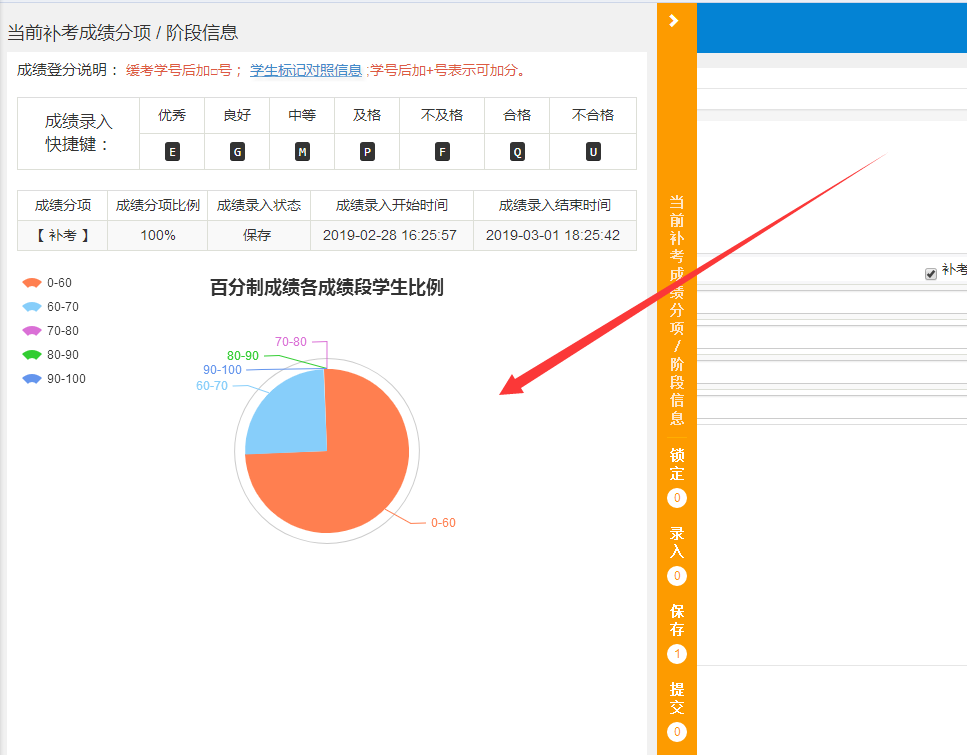 当前补考成绩分项 / 阶段信息
成绩登分说明： 缓考学号后加□号； 学生标记对照信息 ;学号后加+号表示可加分。
成绩录入
快捷键：
优秀 良好 中等 及格 不及格 合格 不合格
E G M P F Q U
成绩分项 成绩分项比例 成绩录入状态 成绩录入开始时间 成绩录入结束时间
【 补考 】 100% 保存 2019-02-28 16:25:57 2019-03-01 18:25:42
0-60
60-70
70-80
80-90
90-100
百分制成绩各成绩段学生比例
70-80
80-90
90-100
60-70
0-60
当前补考成绩分项/阶段信息
锁定
0
录入
0
保存
1
提交
0
补考